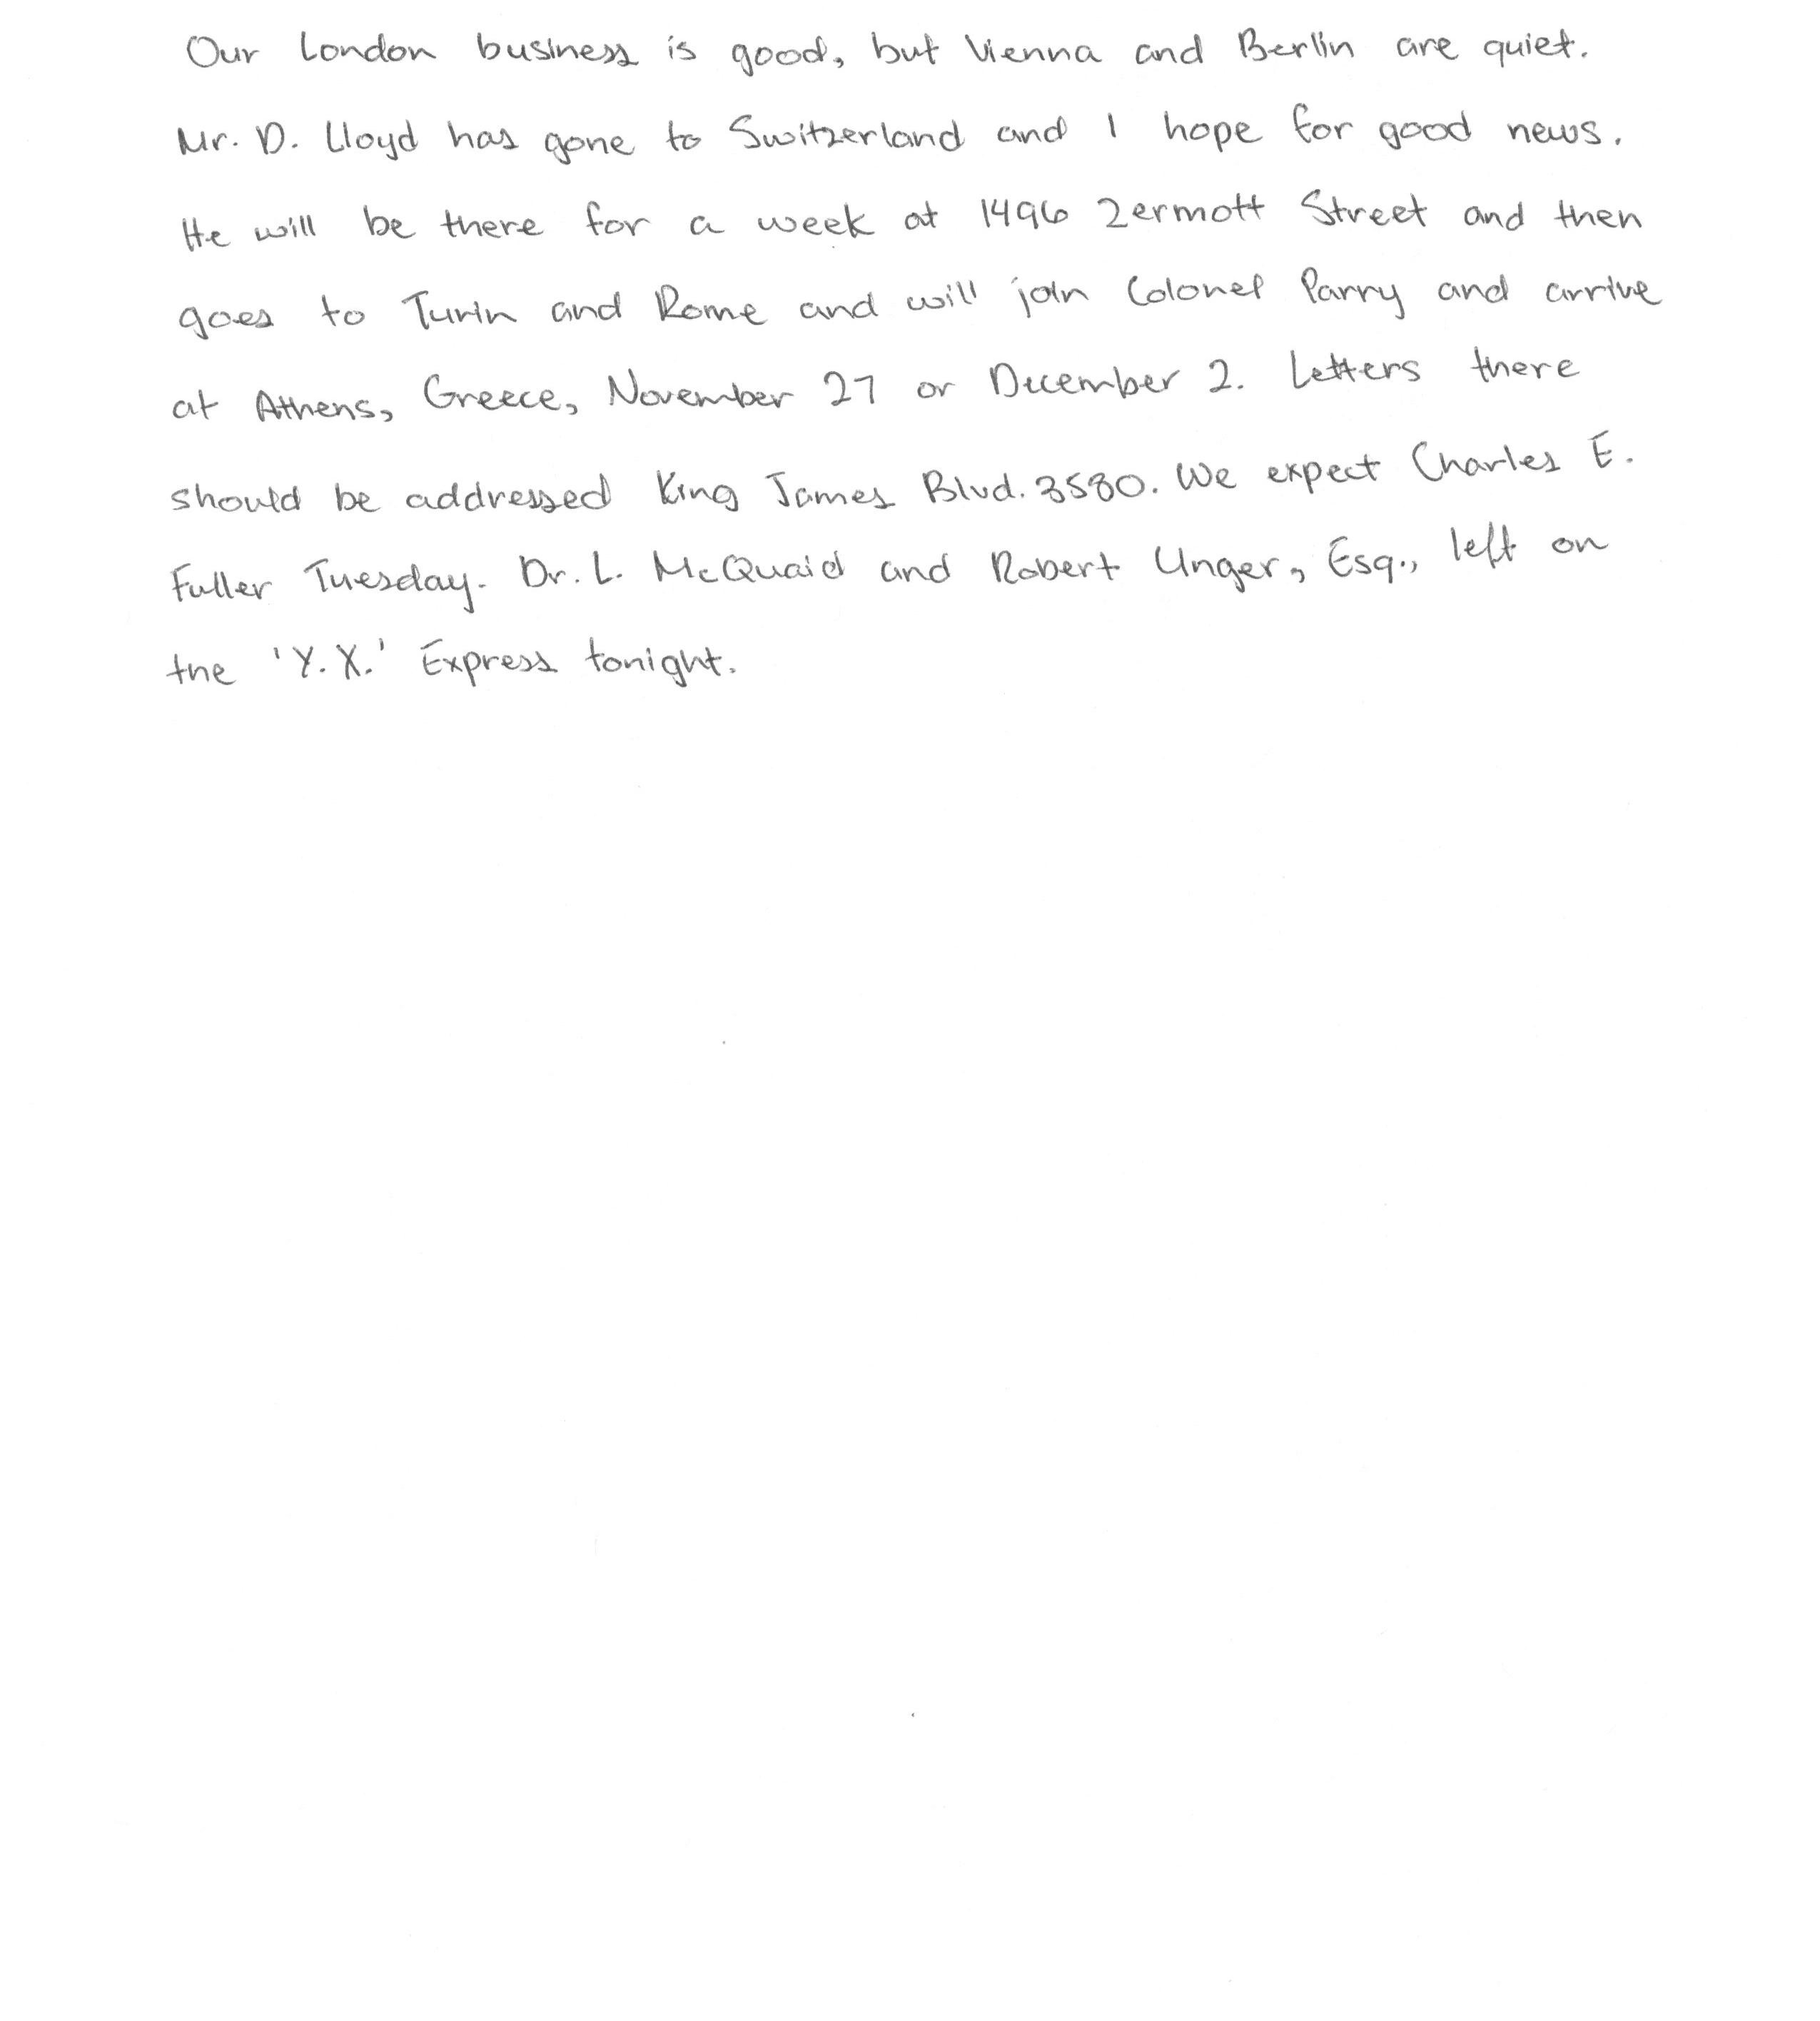 Our London business is good, but Vienna and Berlin are quiet.
Mr. D. Lloyd has gone to Switzerland and I hope for good news.
He will be there for a week at 1496 Zermott Street and then
goes to Turin and Rome and will join Colonel Parry and arrive
at Athens, Greece, November 27 or December 2. Letters there
should be addressed King James Blvd. 3580. We expect Charles E.
Fuller Tuesday. Dr. L. McQuaid and Robert Unger, Esq., left on
the 'Y.X.' Express tonight.